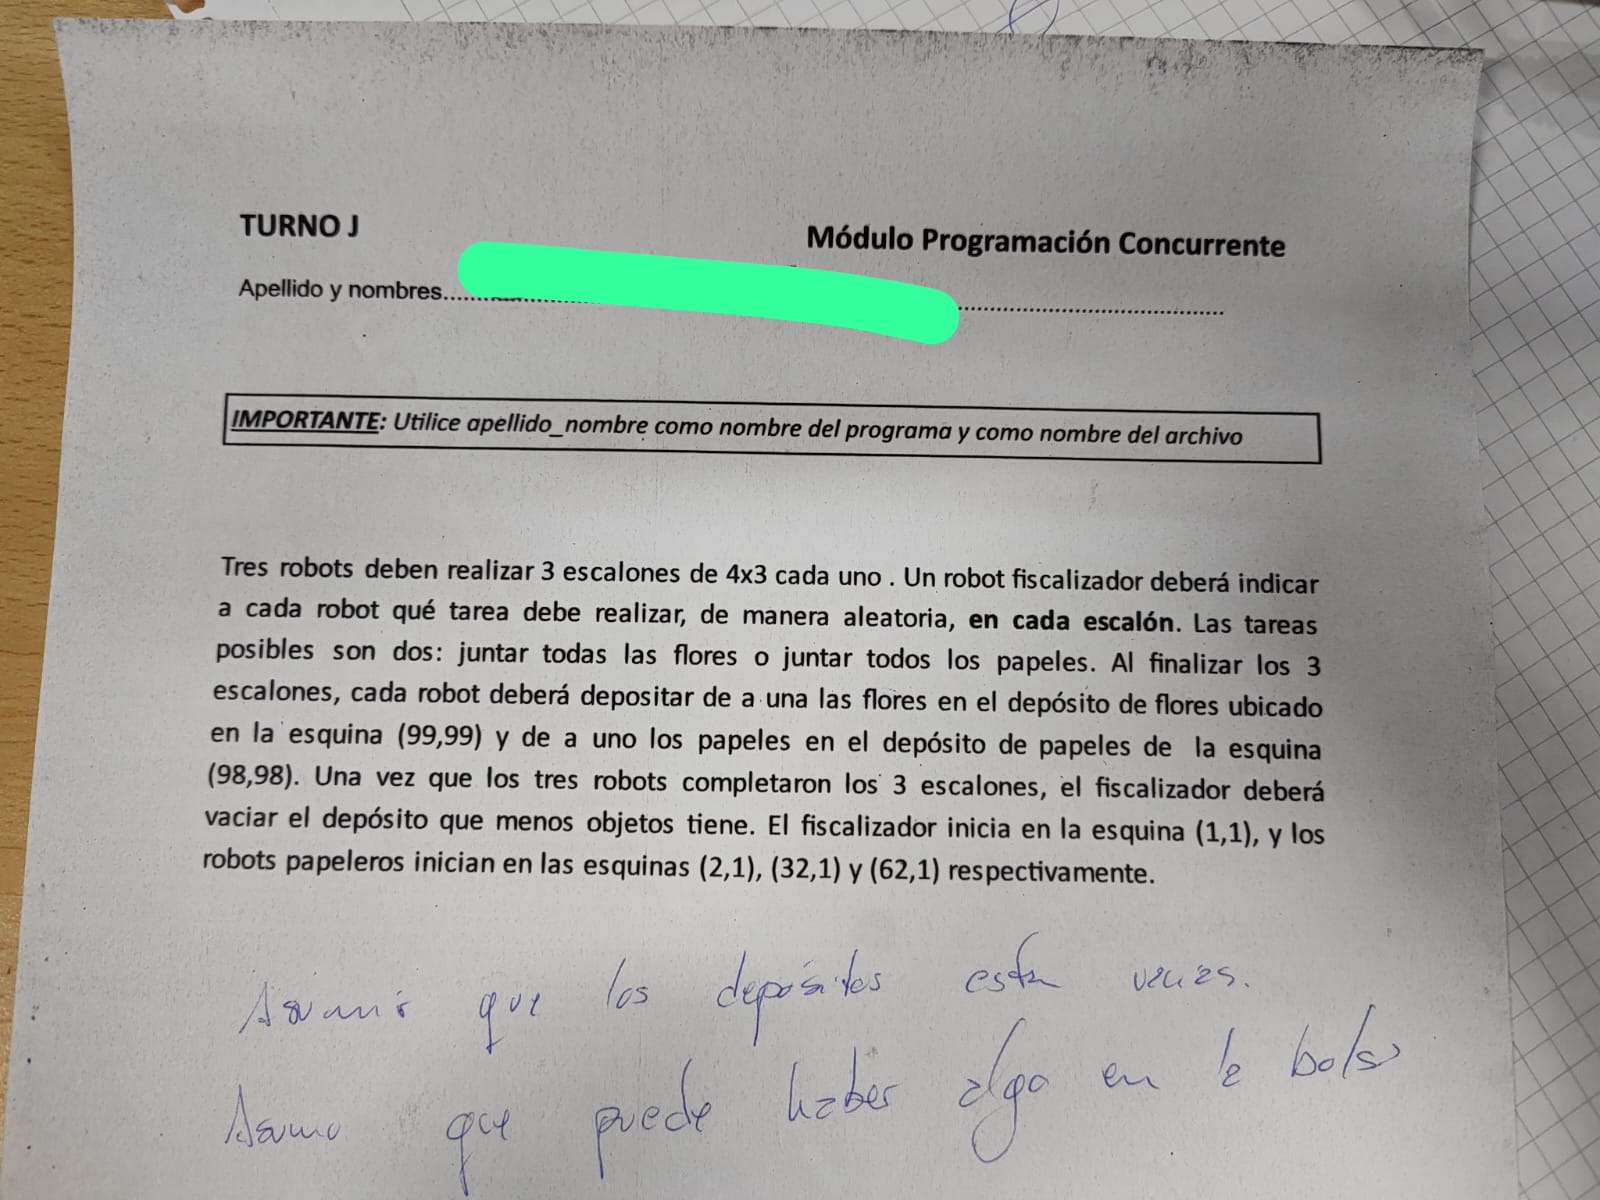 TURNO J
Módulo Programación Concurrente
Apellido y nombres
IMPORTANTE: Utilice apellido_nombre como nombre del programa y como nombre del archivo
Tres robots deben realizar 3 escalones de 4x3 cada uno . Un robot fiscalizador deberá indicar
a cada robot qué tarea debe realizar, de manera aleatoria, en cada escalón. Las tareas
posibles son dos: juntar todas las flores o juntar todos los papeles. Al finalizar los 3
escalones, cada robot deberá depositar de a una las flores en el depósito de flores ubicado
en la esquina (99,99) y de a uno los papeles en el depósito de papeles de la esquina
(98,98). Una vez que los tres robots completaron los 3 escalones, el fiscalizador deberá
vaciar el depósito que menos objetos tiene. El fiscalizador inicia en la esquina (1,1), y los
robots papeleros inician en las esquinas (2,1), (32,1) y (62,1) respectivamente.
Asumí que los depósitos estan vacios.
Asumo que puede haber algo en la bolsa